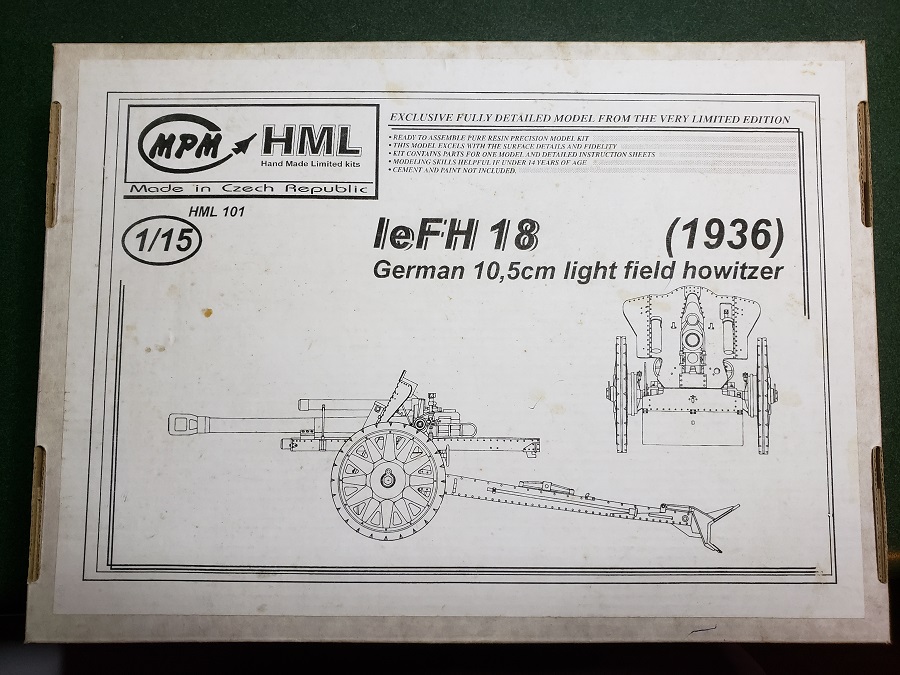 MPM HML
Hand Made Limited kits
Made in Czech Republic
EXCLUSIVE FULLY DETAILED MODEL FROM THE VERY LIMITED EDITION
• READY TO ASSEMBLE PURE RESIN PRECISION MODEL KIT
• THIS MODEL EXCELS WITH THE SURFACE DETAILS AND FIDELITY
• KIT CONTAINS PARTS FOR ONE MODEL AND DETAILED INSTRUCTION SHEETS
• MODELING SKILLS HELPFUL IF UNDER 14 YEARS OF AGE
• CEMENT AND PAINT NOT INCLUDED.
HML 101
1/15
leFH 18 (1936)
German 10,5cm light field howitzer